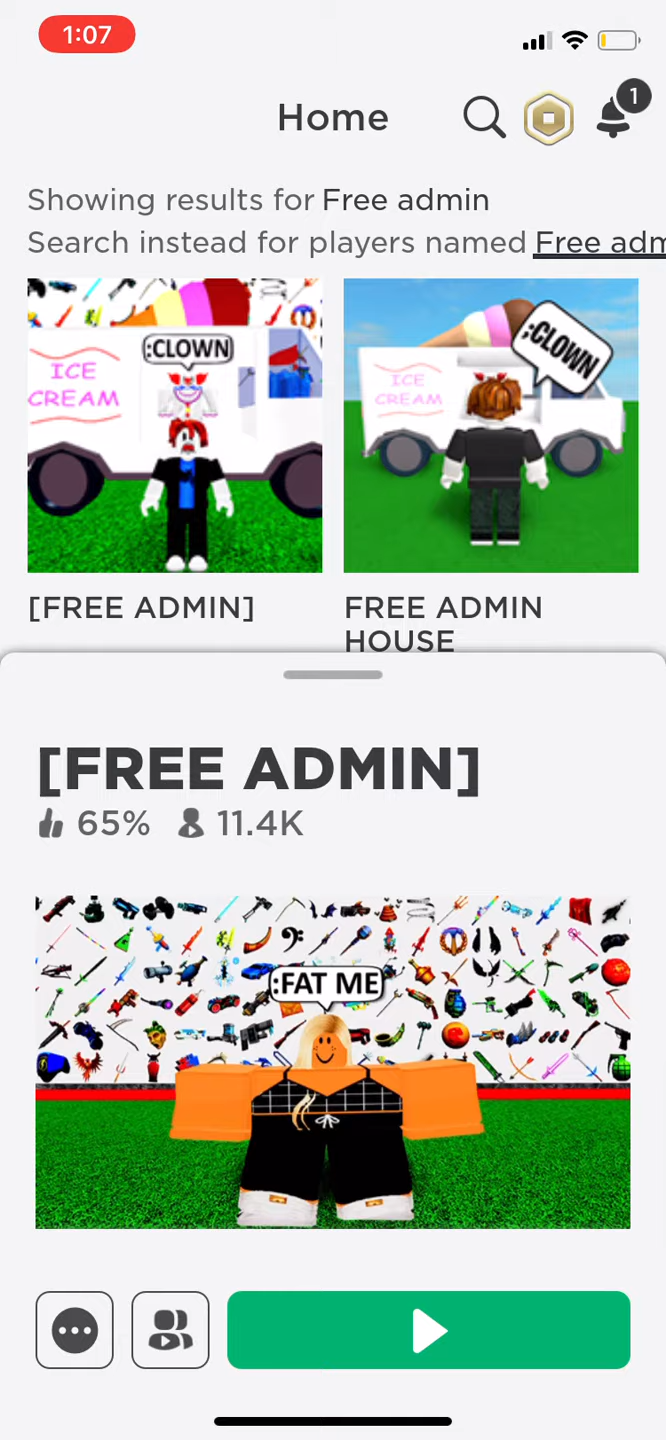 1:07
Home
1
Showing results for Free admin
Search instead for players named Free adm
ICE
CREAM
:CLOWN
ICE
CREAM
;CLOWN
[FREE ADMIN]
FREE ADMIN
HOUSE
[FREE ADMIN]
65% 11.4K
:FAT ME